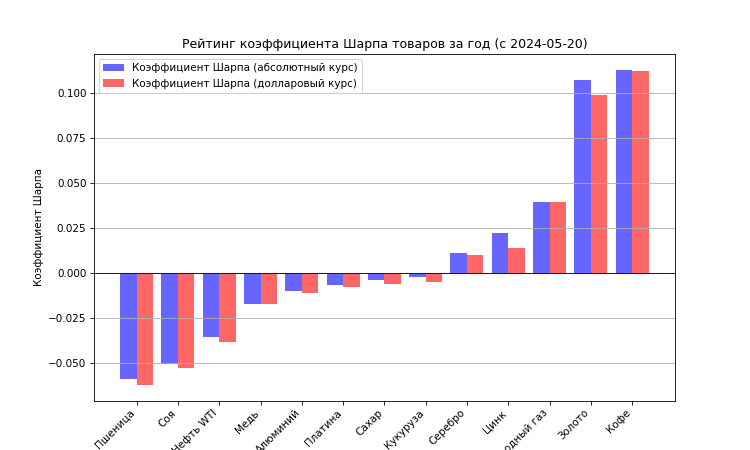 Рейтинг коэффициента Шарпа товаров за год (с 2024-05-20)
Коэффициент Шарпа (абсолютный курс)
Коэффициент Шарпа (долларовый курс)
Коэффициент Шарпа
0.100
0.075
0.050
0.025
0.000
−0.025
−0.050
Пшеница
Соя
Нефть WTI
Медь
Алюминий
Платина
Сахар
Кукуруза
Серебро
Цинк
газ
Золото
Кофе